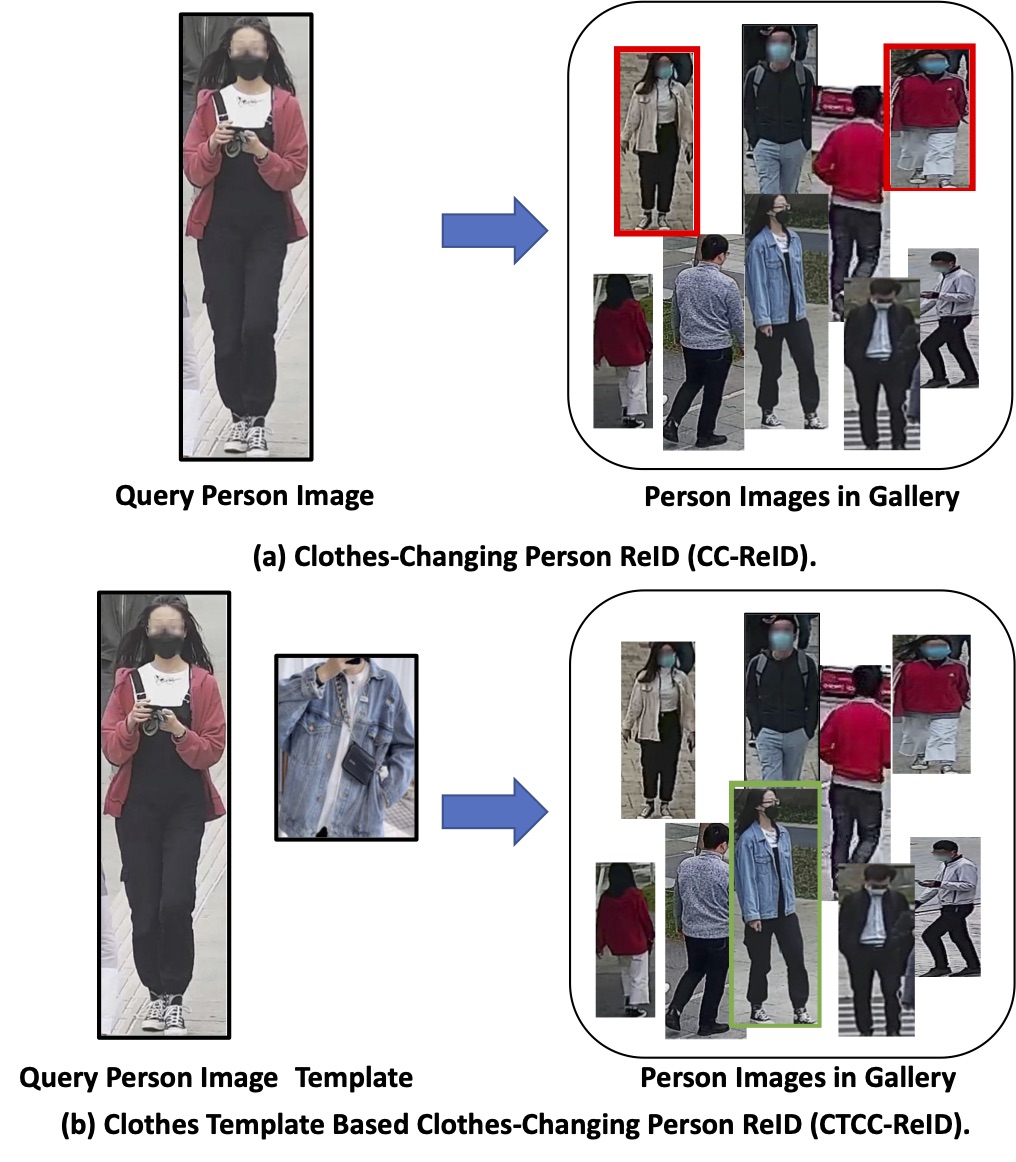 Query Person Image
Person Images in Gallery
(a) Clothes-Changing Person ReID (CC-ReID).
Query Person Image
Template
Person Images in Gallery
(b) Clothes Template Based Clothes-Changing Person ReID (CTCC-ReID).